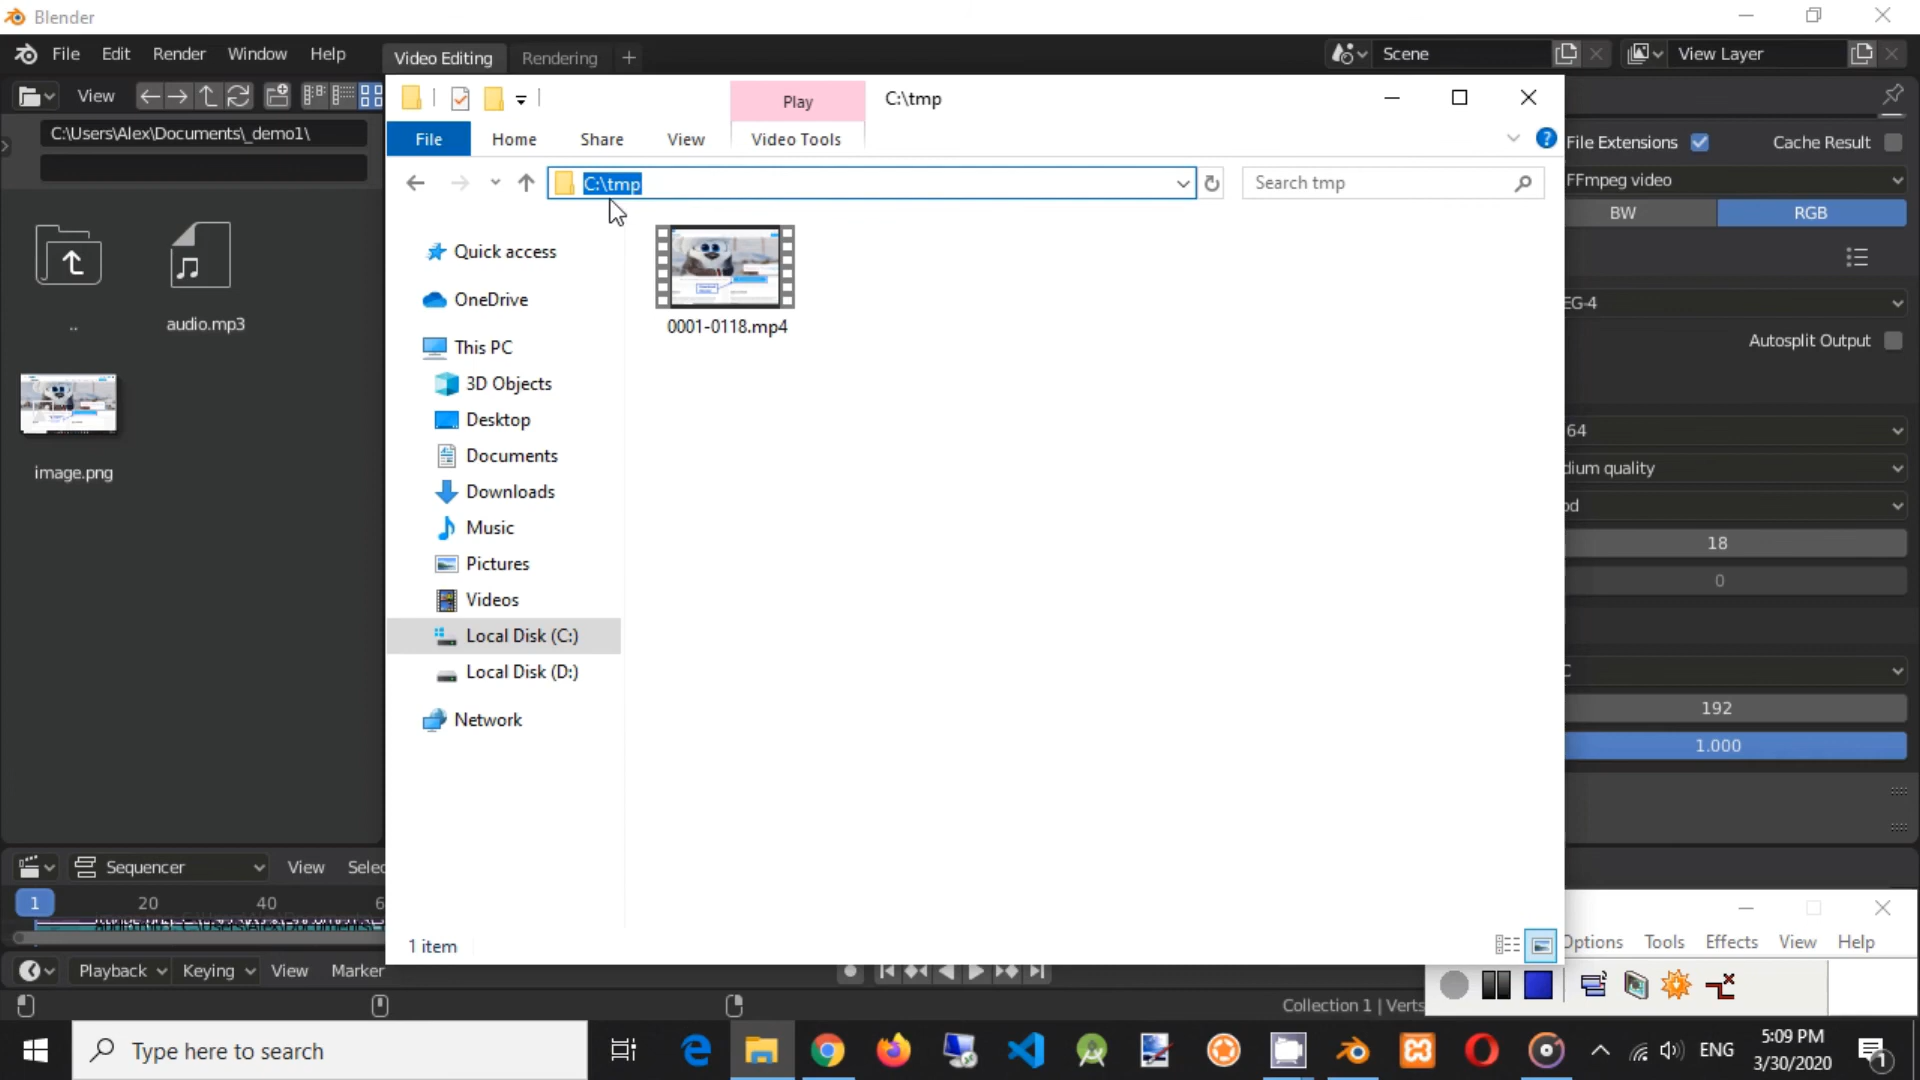 Blender
File Edit Render Window Help Video Editing Rendering + Scene View Layer
View
C:\Users\Alex\Documents\_demo1\
..
audio.mp3
image.png
Play C:\tmp
File Home Share View Video Tools
C:\tmp Search tmp
Quick access
OneDrive
This PC
3D Objects
Desktop
Documents
Downloads
Music
Pictures
Videos
Local Disk (C:)
Local Disk (D:)
Network
0001-0118.mp4
1 item
File Extensions Cache Result
FFmpeg video
BW RGB
EG-4
Autosplit Output
64
dium quality
od
18
0
C
192
1.000
Sequencer View Selec
1 20 40 6
Playback Keying View Marker
Collection 1 | Verts
Options Tools Effects View Help
Type here to search
ENG
5:09 PM
3/30/2020
1